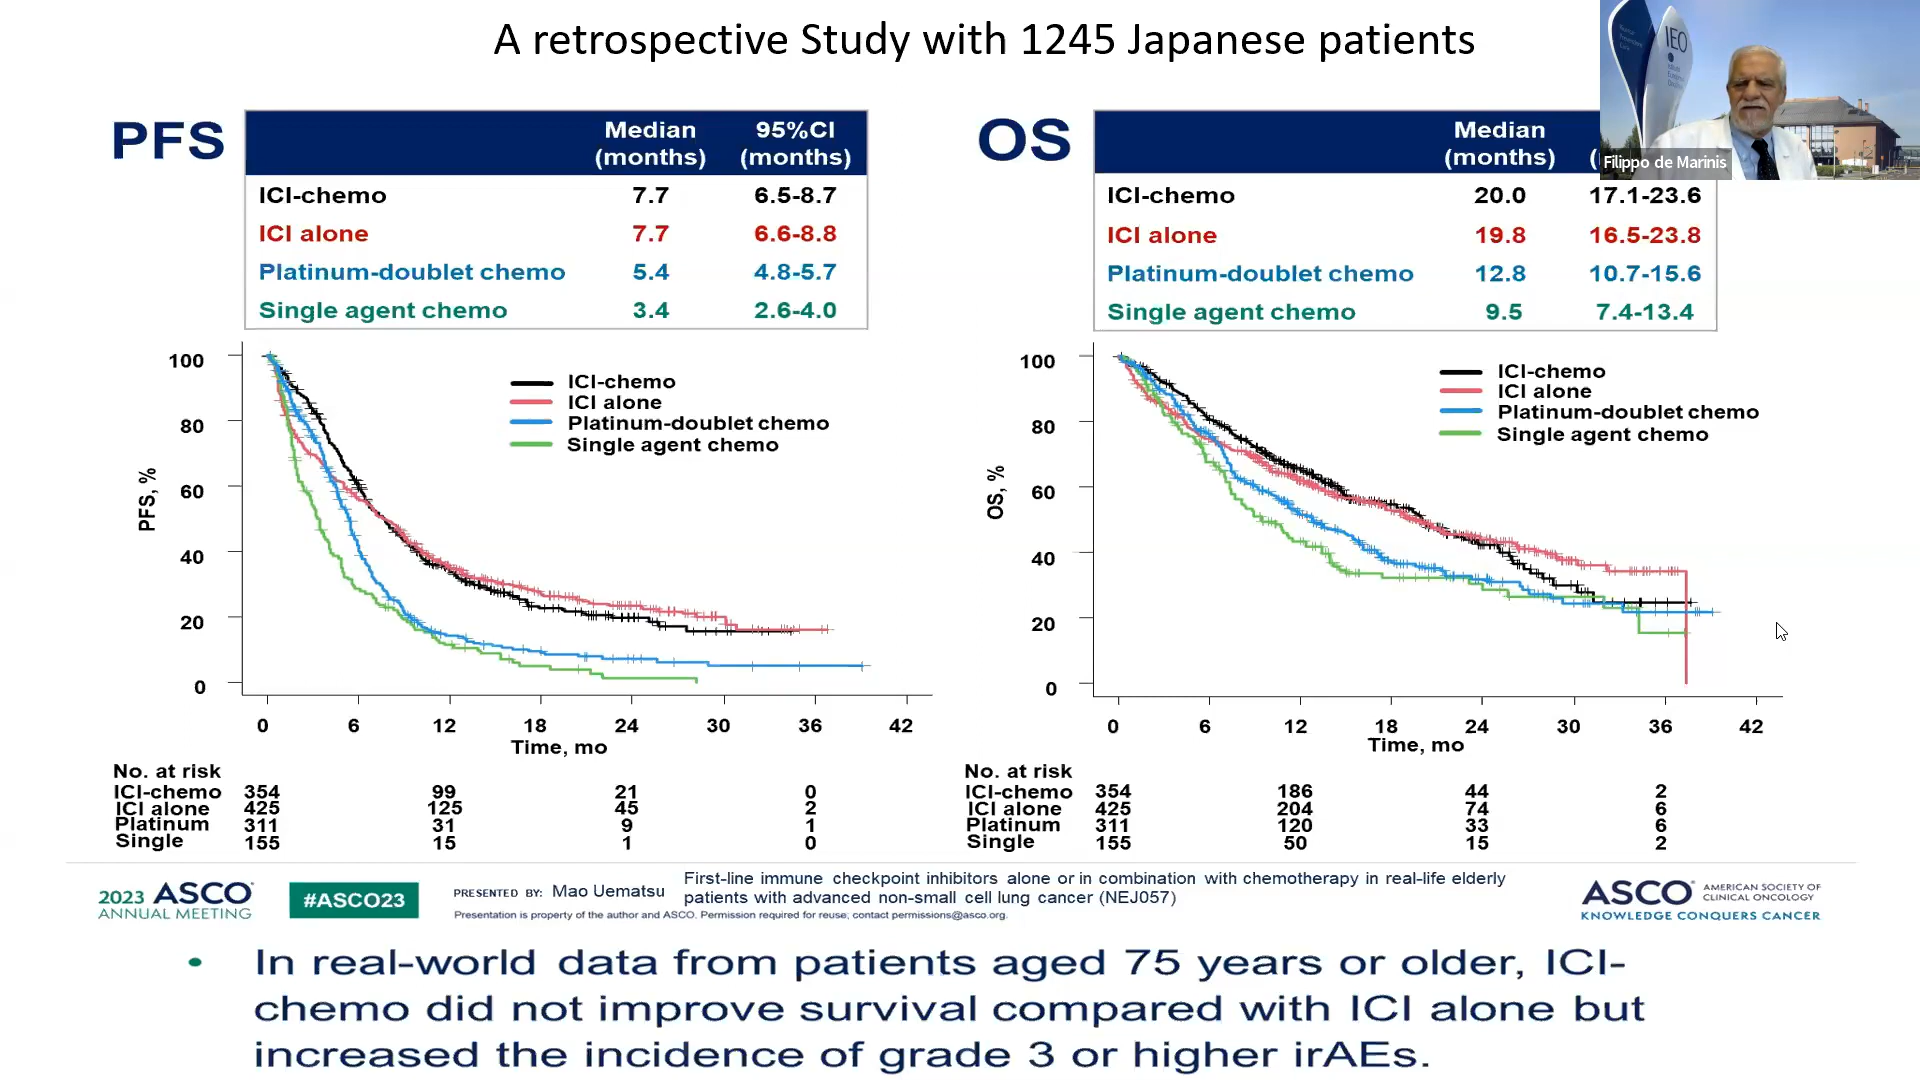 A retrospective Study with 1245 Japanese patients
IEO
Filippo de Marinis
PFS
Median (months) 95%CI (months)
ICI-chemo 7.7 6.5-8.7
ICI alone 7.7 6.6-8.8
Platinum-doublet chemo 5.4 4.8-5.7
Single agent chemo 3.4 2.6-4.0
PFS, %
100
80
60
40
20
0
ICI-chemo
ICI alone
Platinum-doublet chemo
Single agent chemo
0 6 12 18 24 30 36 42
Time, mo
No. at risk
ICI-chemo 354 99 21 0
ICI alone 425 125 45 2
Platinum 311 31 9 1
Single 155 15 1 0
OS
Median (months)
ICI-chemo 20.0 17.1-23.6
ICI alone 19.8 16.5-23.8
Platinum-doublet chemo 12.8 10.7-15.6
Single agent chemo 9.5 7.4-13.4
OS, %
100
80
60
40
20
0
ICI-chemo
ICI alone
Platinum-doublet chemo
Single agent chemo
0 6 12 18 24 30 36 42
Time, mo
No. at risk
ICI-chemo 354 186 44 2
ICI alone 425 204 74 6
Platinum 311 120 33 6
Single 155 50 15 2
2023 ASCO
ANNUAL MEETING
#ASCO23
PRESENTED BY: Mao Uematsu
First-line immune checkpoint inhibitors alone or in combination with chemotherapy in real-life elderly
patients with advanced non-small cell lung cancer (NEJ057)
Presentation is property of the author and ASCO. Permission required for reuse; contact permissions@asco.org.
ASCO AMERICAN SOCIETY OF
CLINICAL ONCOLOGY
KNOWLEDGE CONQUERS CANCER
• In real-world data from patients aged 75 years or older, ICI-
chemo did not improve survival compared with ICI alone but
increased the incidence of grade 3 or higher irAEs.